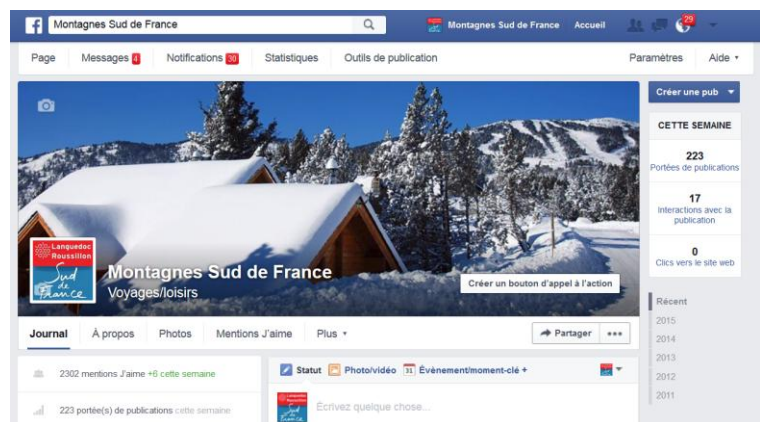 Montagnes Sud de France
Montagnes Sud de France Accueil 29
Page Messages 4 Notifications 30 Statistiques Outils de publication Paramètres Aide
Créer une pub
CETTE SEMAINE
223
Portées de publications
17
Interactions avec la
publication
0
Clics vers le site web
Languedoc
Roussillon
Sud
de
France
Montagnes Sud de France
Voyages/loisirs
Créer un bouton d'appel à l'action
Journal À propos Photos Mentions J'aime Plus Partager
Récent
2015
2014
2013
2012
2011
2302 mentions J'aime +6 cette semaine
223 portée(s) de publications cette semaine
Statut Photo/vidéo 31 Évènement/moment-clé +
Écrivez quelque chose...